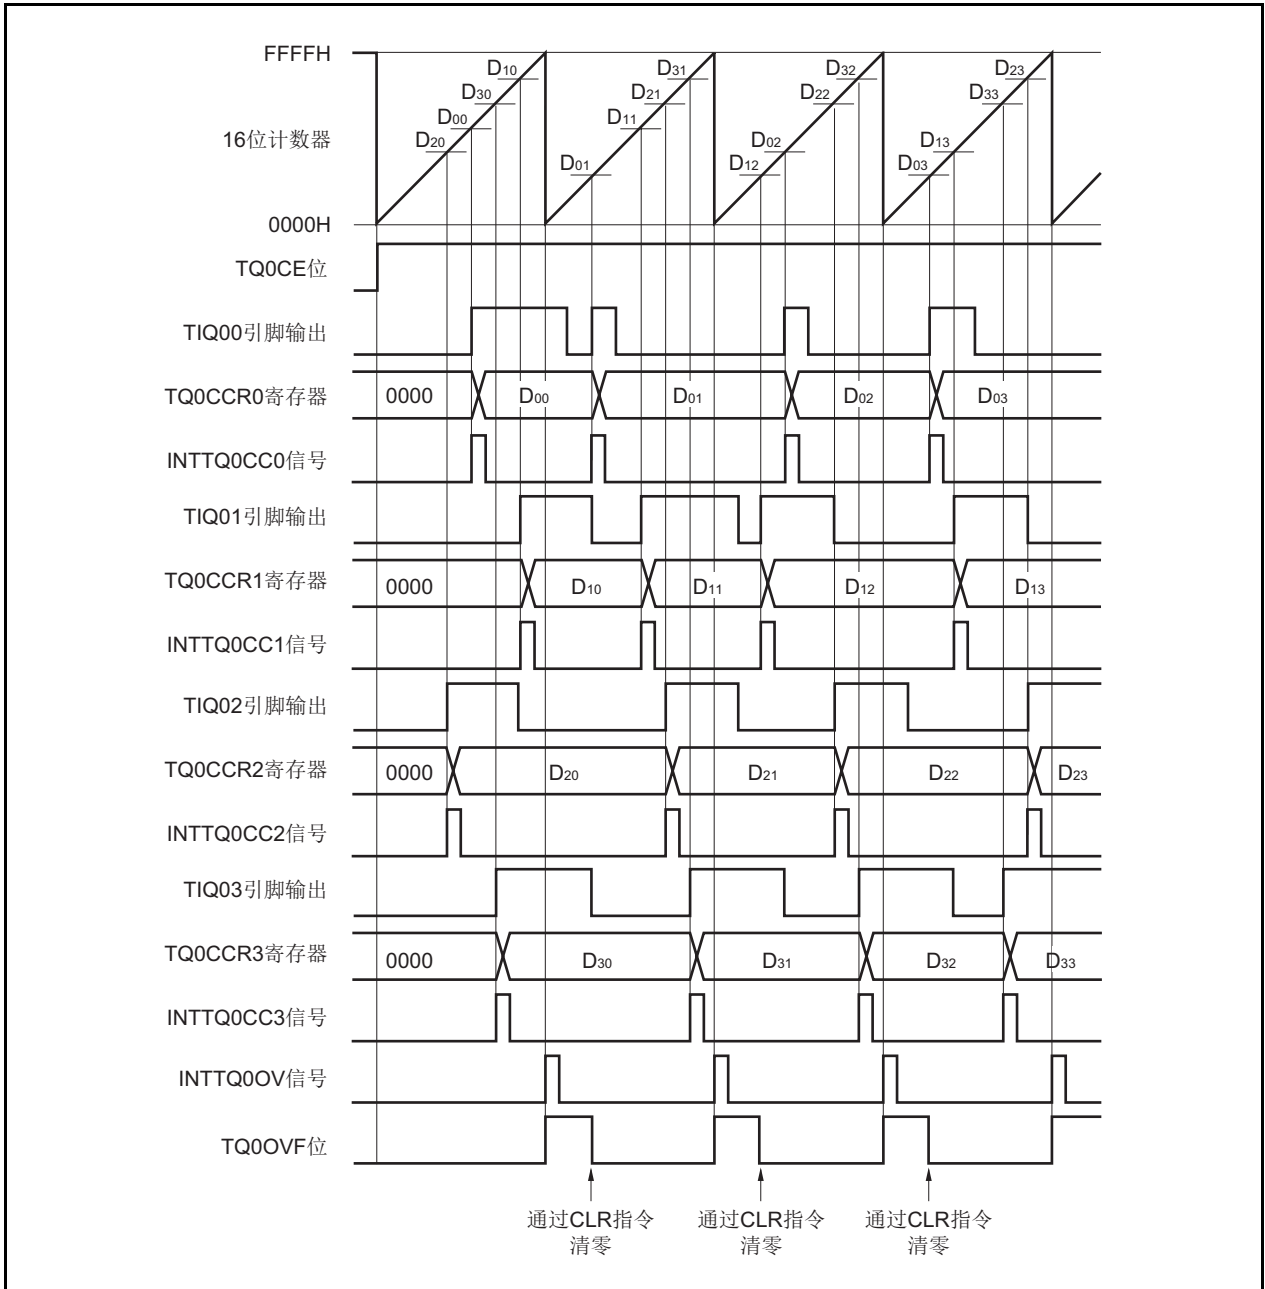 FFFFH
D10
D31
D32
D23
D30
D21
D22
D33
D00
D11
16位计数器
D20
D02
D13
D01
D12
D03
0000H
TQ0CE位
TIQ00引脚输出
TQ0CCR0寄存器
0000
D00
D01
D02
D03
INTTQ0CC0信号
TIQ01引脚输出
TQ0CCR1寄存器
0000
D10
D11
D12
D13
INTTQ0CC1信号
TIQ02引脚输出
TQ0CCR2寄存器
0000
D20
D21
D22
D23
INTTQ0CC2信号
TIQ03引脚输出
TQ0CCR3寄存器
0000
D30
D31
D32
D33
INTTQ0CC3信号
INTTQ0OV信号
TQ0OVF位
通过CLR指令
清零
通过CLR指令
清零
通过CLR指令
清零